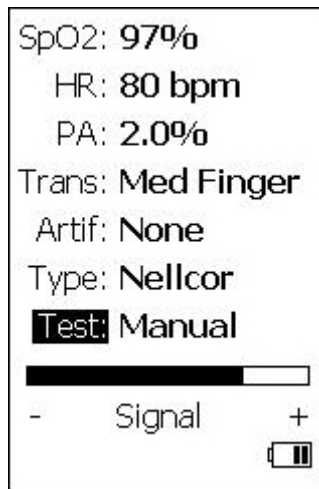 SpO2: 97%
HR: 80 bpm
PA: 2.0%
Trans: Med Finger
Artif: None
Type: Nellcor
Test: Manual
- Signal +